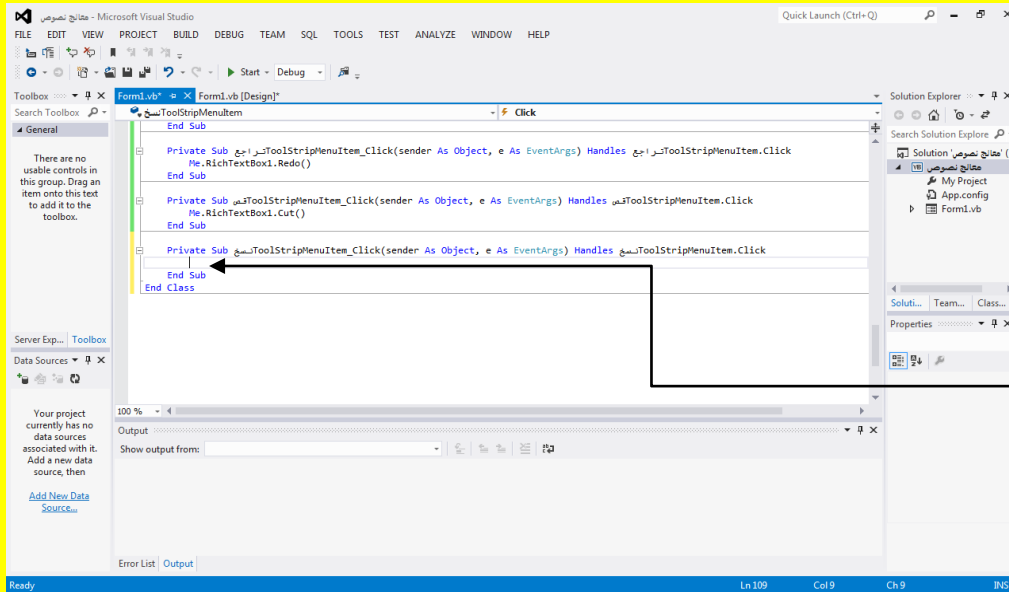 معالج نصوص - Microsoft Visual Studio
Quick Launch (Ctrl+Q)
FILE EDIT VIEW PROJECT BUILD DEBUG TEAM SQL TOOLS TEST ANALYZE WINDOW HELP
Start - Debug
Toolbox
Search Toolbox
General
There are no
usable controls in
this group. Drag an
item onto this text
to add it to the
toolbox.
Server Exp... Toolbox
Data Sources
Your project
currently has no
data sources
associated with it.
Add a new data
source, then
Add New Data
Source...
Form1.vb* Form1.vb [Design]*
نسخToolStripMenuItem Click
End Sub
Private Sub تراجعToolStripMenuItem_Click(sender As Object, e As EventArgs) Handles تراجعToolStripMenuItem.Click
Me.RichTextBox1.Redo()
End Sub
Private Sub قصToolStripMenuItem_Click(sender As Object, e As EventArgs) Handles قصToolStripMenuItem.Click
Me.RichTextBox1.Cut()
End Sub
Private Sub نسخToolStripMenuItem_Click(sender As Object, e As EventArgs) Handles نسخToolStripMenuItem.Click
End Sub
End Class
100 %
Output
Show output from:
Error List Output
Solution Explorer
Search Solution Explore
Solution 'معالج نصوص' (
معالج نصوص
My Project
App.config
Form1.vb
Soluti... Team... Class...
Properties
Ready Ln 109 Col 9 Ch 9 INS